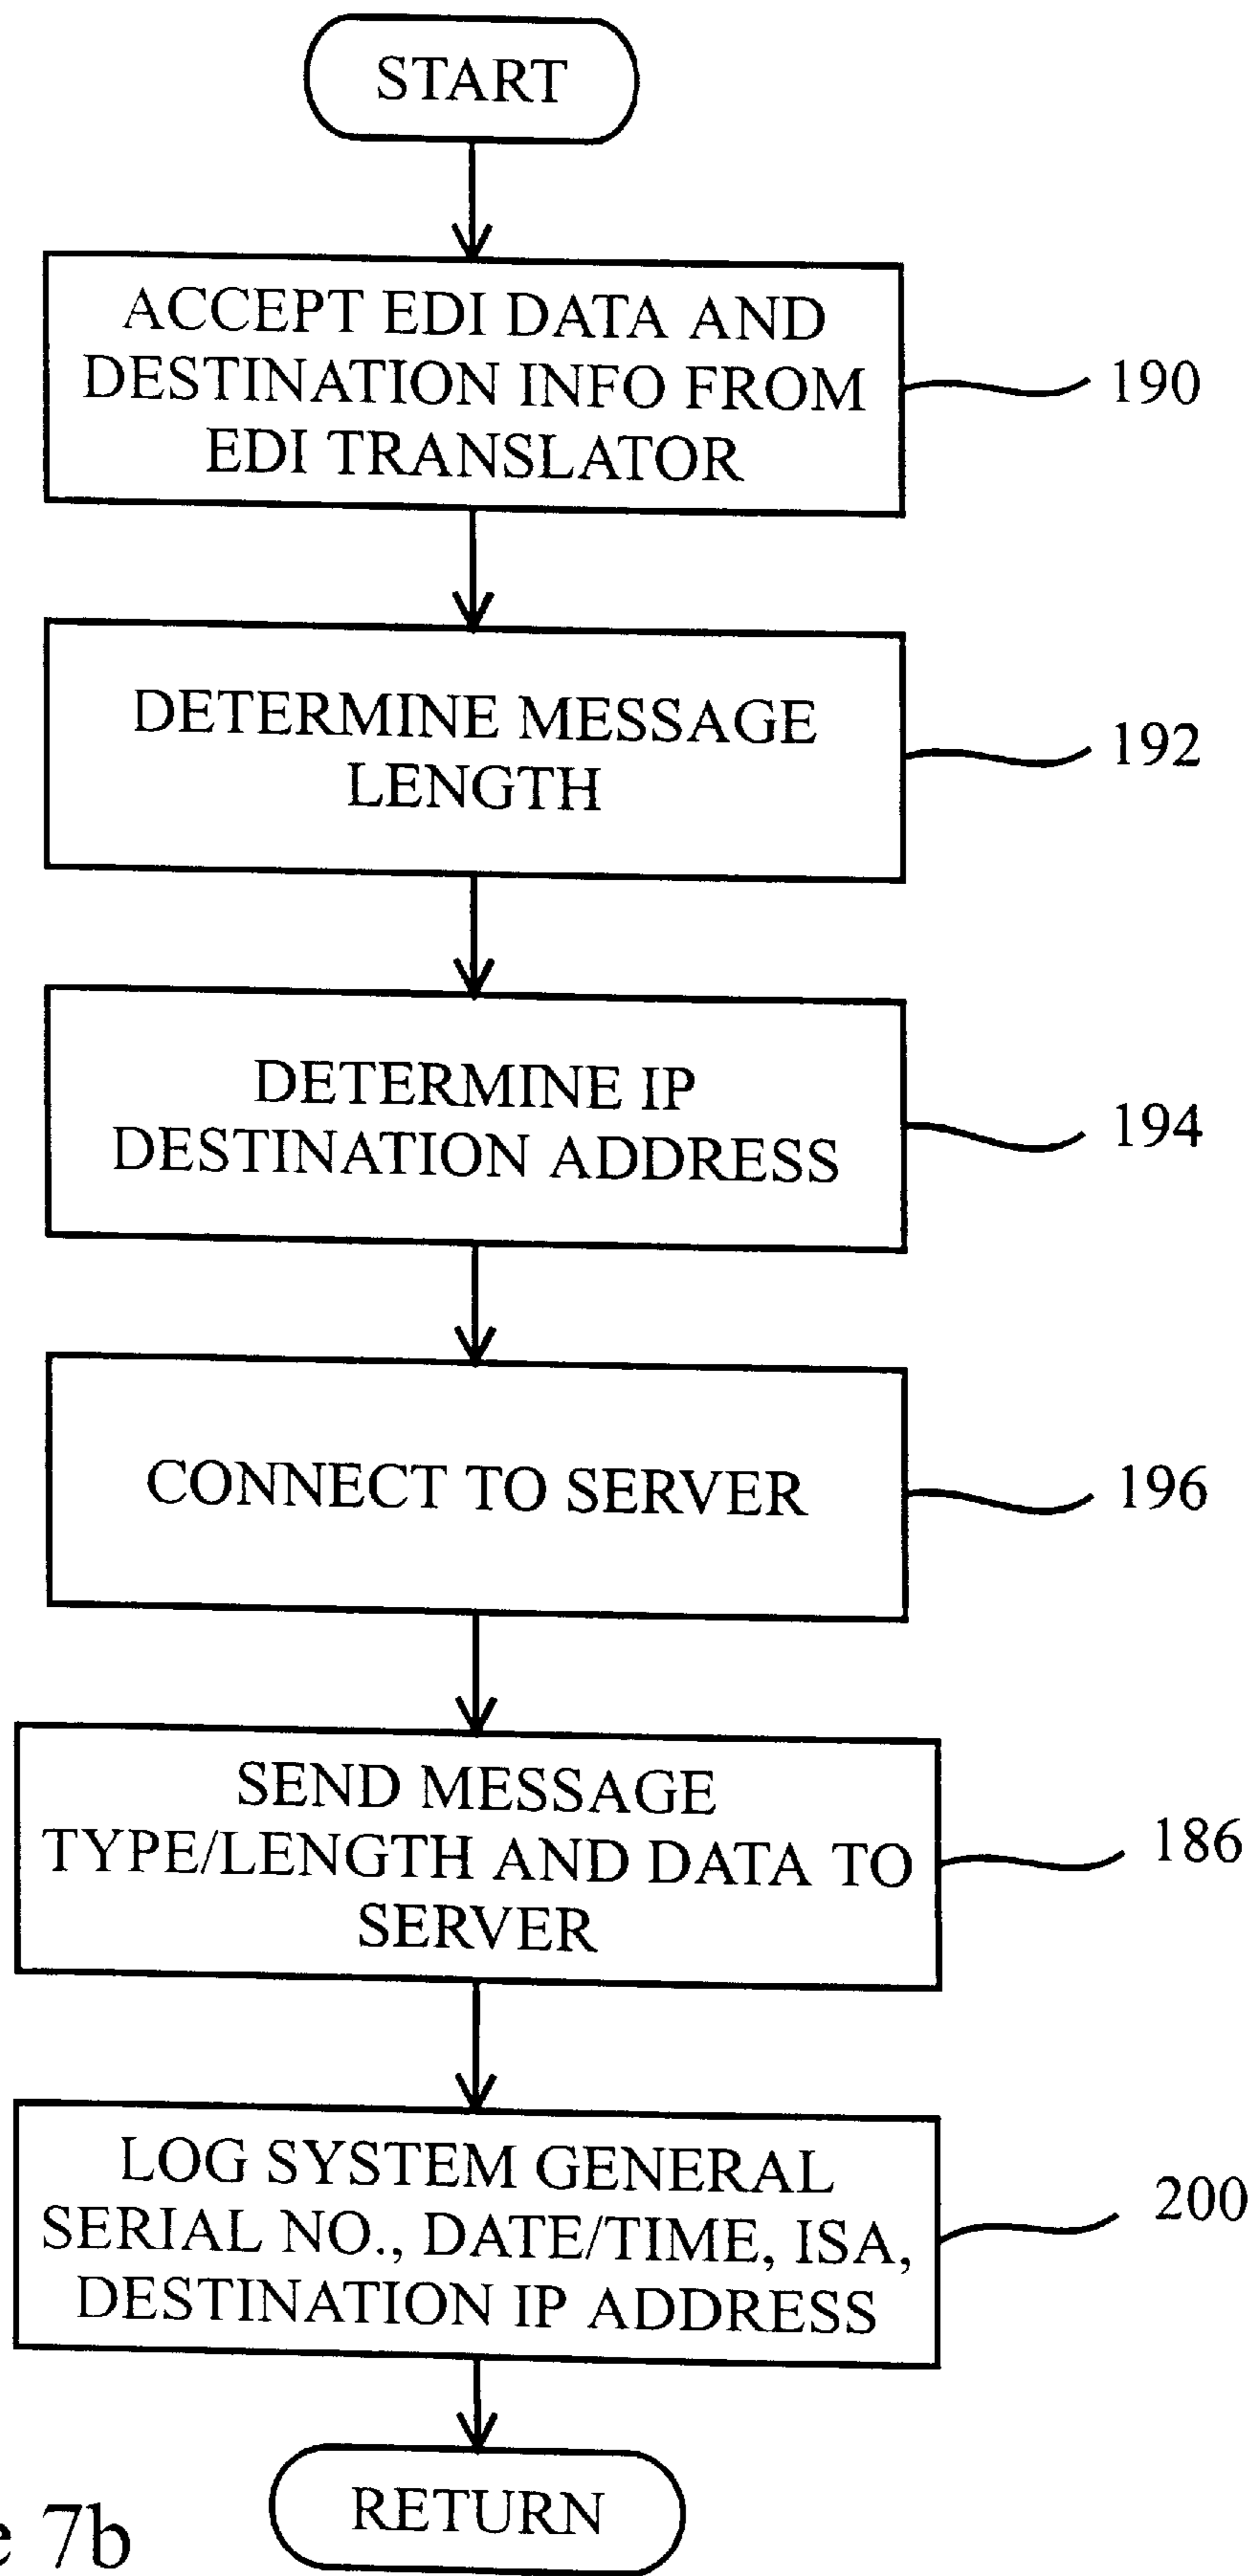 START
ACCEPT EDI DATA AND
DESTINATION INFO FROM
EDI TRANSLATOR
190
DETERMINE MESSAGE
LENGTH
192
DETERMINE IP
DESTINATION ADDRESS
194
CONNECT TO SERVER
196
SEND MESSAGE
TYPE/LENGTH AND DATA TO
SERVER
186
LOG SYSTEM GENERAL
SERIAL NO., DATE/TIME, ISA,
DESTINATION IP ADDRESS
200
RETURN
e 7b